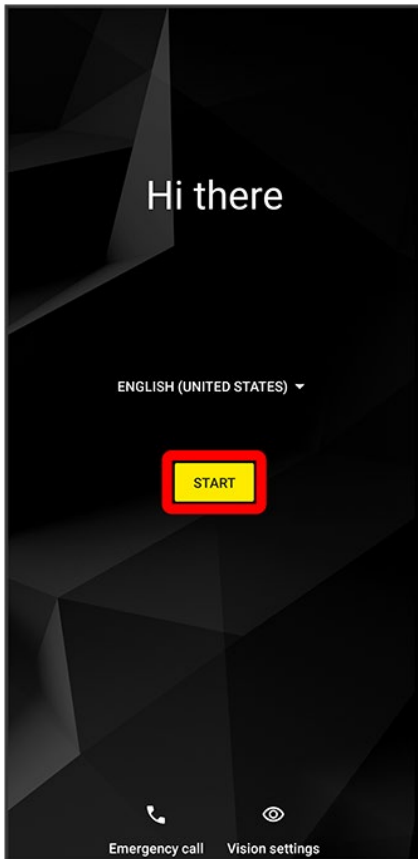 Hi there
ENGLISH (UNITED STATES)
START
Emergency call Vision settings